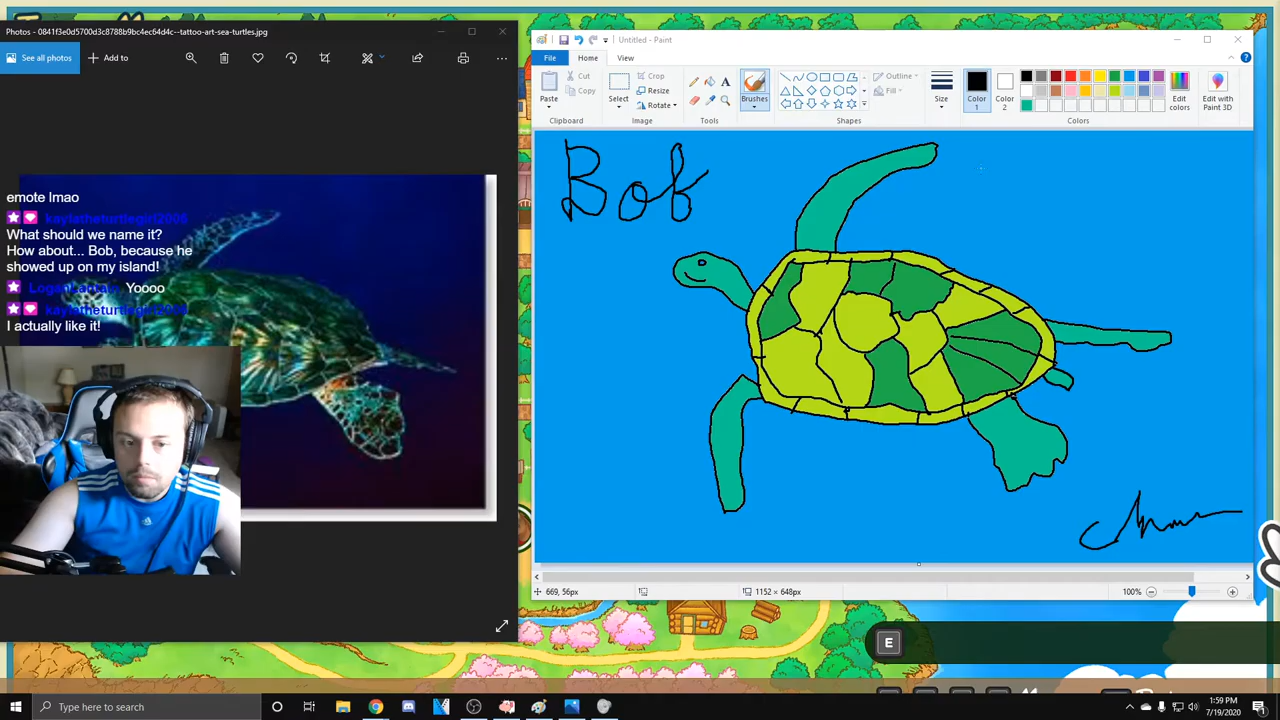 Photos - 0841f3e0d5700d3c8788b9bc4ec64d4c--tattoo-art-sea-turtles.jpg
See all photos
Add to
emote lmao
kaylatheturtlegirl2006
What should we name it?
How about... Bob, because he
showed up on my island!
Yoooo
kaylatheturtlegirl2006
I actually like it!
Untitled - Paint
File
Home
View
Paste
Cut
Copy
Clipboard
Select
Crop
Resize
Rotate
Image
A
Tools
Brushes
Outline
Fill
Shapes
Size
Color
1
Color
2
Edit
colors
Edit with
Paint 3D
Colors
Bob
669, 56px
1152 × 648px
100%
E
Type here to search
1:59 PM
7/19/2020